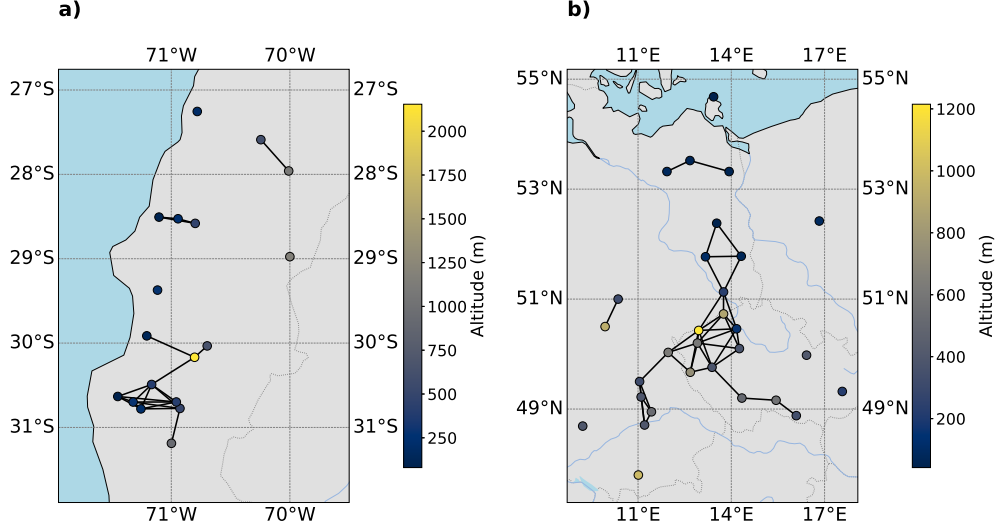 a)
b)
71°W 70°W
11°E 14°E 17°E
27°S 27°S
28°S 28°S
29°S 29°S
30°S 30°S
31°S 31°S
71°W 70°W
2000
1750
1500
1250
1000
750
500
250
Altitude (m)
55°N 55°N
53°N 53°N
51°N 51°N
49°N 49°N
11°E 14°E 17°E
1200
1000
800
600
400
200
Altitude (m)